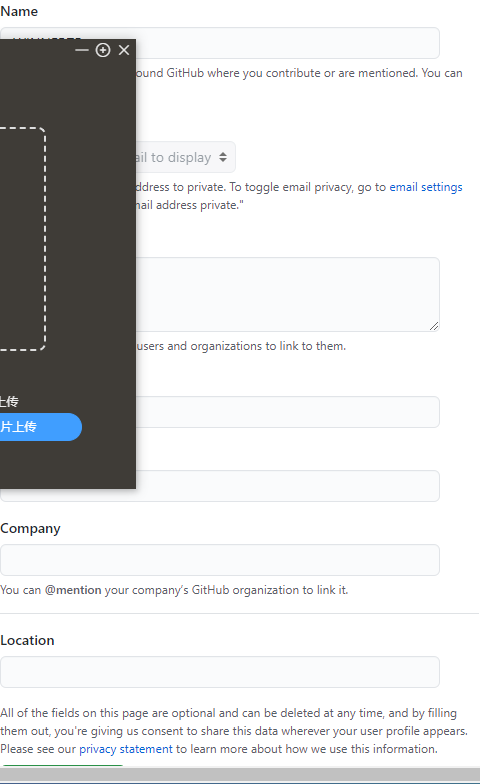 Name
ound GitHub where you contribute or are mentioned. You can
ail to display
ddress to private. To toggle email privacy, go to email settings
nail address private."
users and organizations to link to them.
上传
片上传
Company
You can @mention your company's GitHub organization to link it.
Location
All of the fields on this page are optional and can be deleted at any time, and by filling
them out, you're giving us consent to share this data wherever your user profile appears.
Please see our privacy statement to learn more about how we use this information.